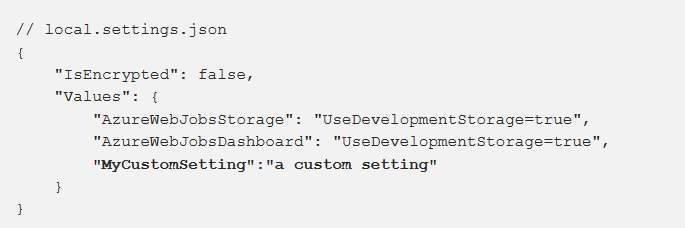 // local.settings.json
{
    "IsEncrypted": false,
    "Values": {
        "AzureWebJobsStorage": "UseDevelopmentStorage=true",
        "AzureWebJobsDashboard": "UseDevelopmentStorage=true",
        "MyCustomSetting":"a custom setting"
    }
}